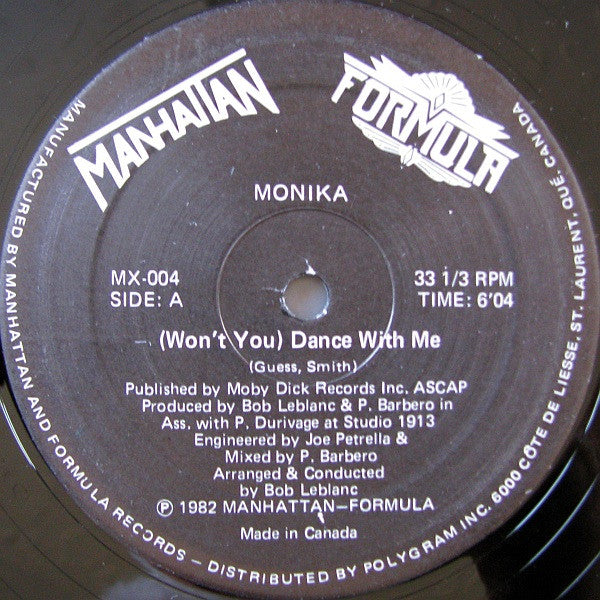 MANHATTAN
FORMULA
MONIKA
MX-004
SIDE: A
33 1/3 RPM
TIME: 6'04
(Won't You) Dance With Me
(Guess, Smith)
Published by Moby Dick Records Inc. ASCAP
Produced by Bob Leblanc & P. Barbero in
Ass. with P. Durivage at Studio 1913
Engineered by Joe Petrella &
Mixed by P. Barbero
Arranged & Conducted
by Bob Leblanc
℗ 1982 MANHATTAN—FORMULA
Made in Canada
MANUFACTURED BY MANHATTAN AND FORMULA RECORDS – DISTRIBUTED BY POLYGRAM INC. 6000 CÔTE DE LIESSE, ST. LAURENT, QUE. CANADA